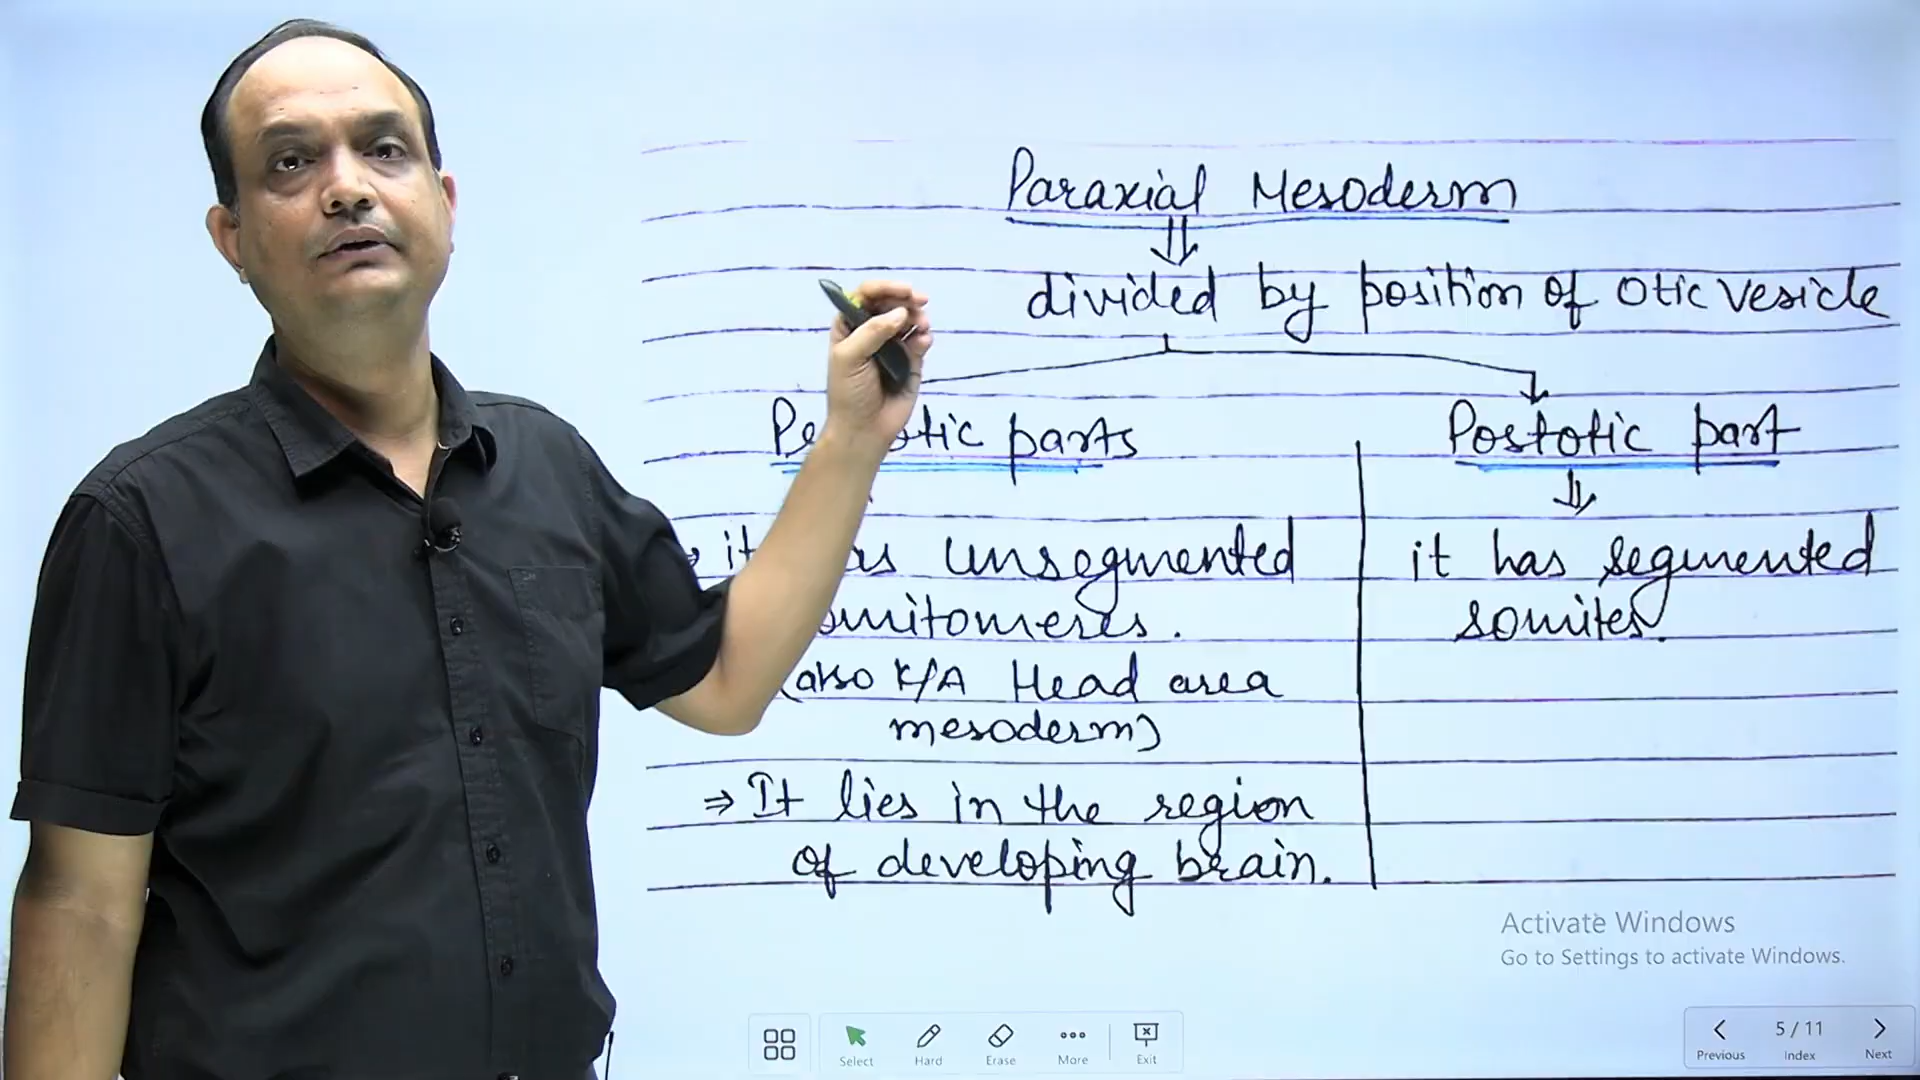 Paraxial Mesoderm
⇓
divided by position of Otic vesicle
otic parts
Postotic part
⇓
⇒ it unsegmented
omitomeres.
(also K/A Head area
mesoderm)
⇒ It lies in the region
of developing brain.
it has segmented
somites.
Activate Windows
Go to Settings to activate Windows.
Select Hard Erase More Exit
5 / 11
Previous Index Next